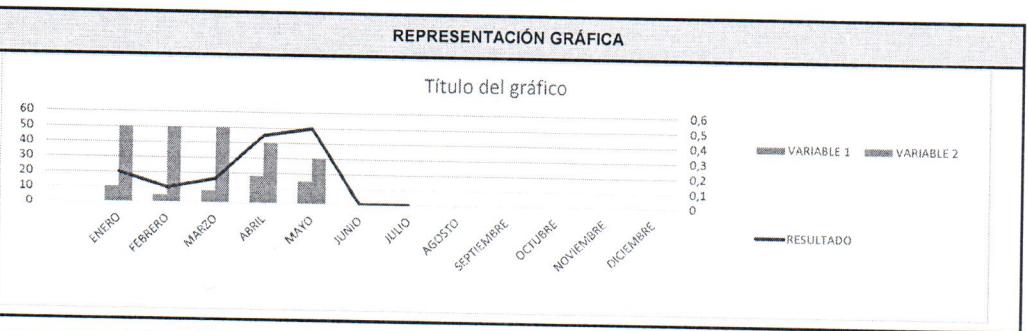 REPRESENTACIÓN GRÁFICA
Título del gráfico
60
50
40
30
20
10
0
0,6
0,5
0,4
0,3
0,2
0,1
0
ENERO
FEBRERO
MARZO
ABRIL
MAYO
JUNIO
JULIO
AGOSTO
SEPTIEMBRE
OCTUBRE
NOVIEMBRE
DICIEMBRE
VARIABLE 1 VARIABLE 2
RESULTADO